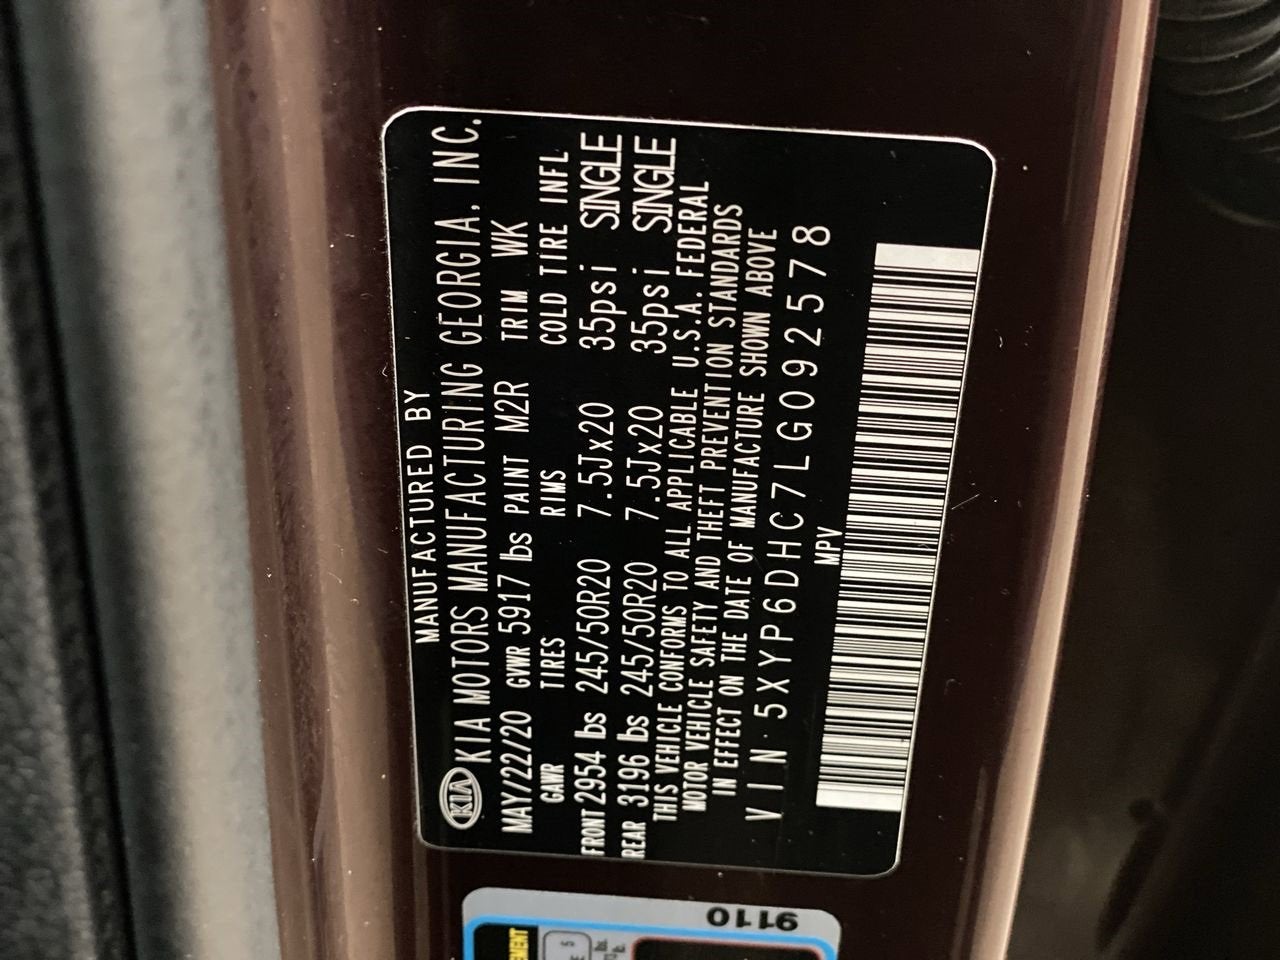 MANUFACTURED BY
KIA KIA MOTORS MANUFACTURING GEORGIA, INC.
MAY/22/20 GVWR 5917 lbs PAINT M2R TRIM WK
GAWR TIRES RIMS COLD TIRE INFL
FRONT 2954 lbs 245/50R20 7.5Jx20 35psi SINGLE
REAR 3196 lbs 245/50R20 7.5Jx20 35psi SINGLE
THIS VEHICLE CONFORMS TO ALL APPLICABLE U.S.A. FEDERAL
MOTOR VEHICLE SAFETY AND THEFT PREVENTION STANDARDS
IN EFFECT ON THE DATE OF MANUFACTURE SHOWN ABOVE
VIN:5XYP6DHC7LG092578
MPV
9110